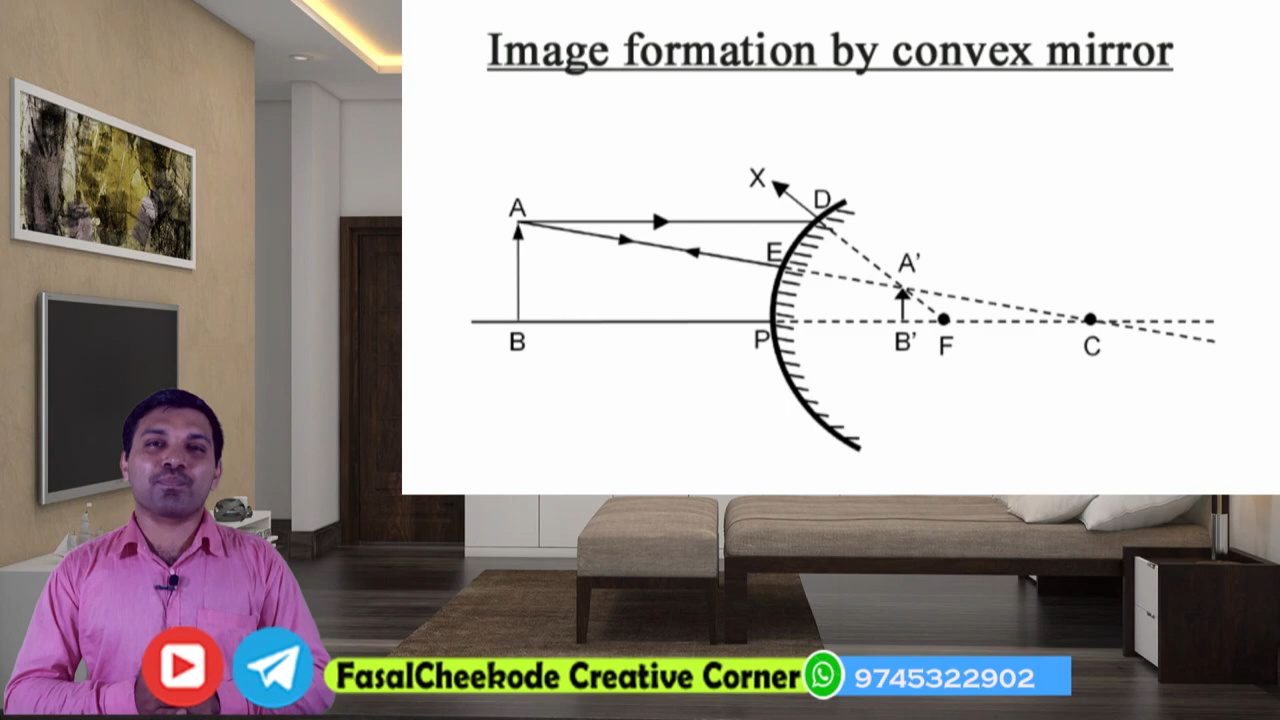 Image formation by convex mirror
X
D
A
E
A'
B
P
B'
F
C
FasalCheekode Creative Corner
9745322902